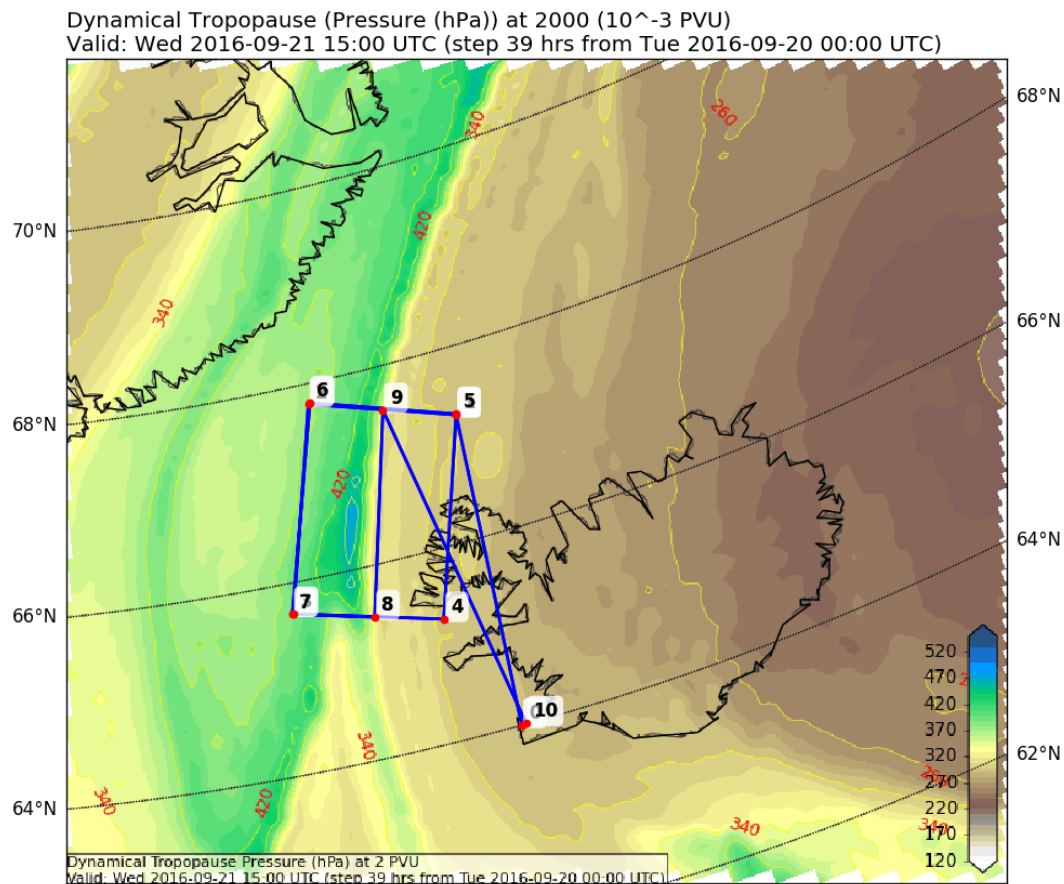 Dynamical Tropopause (Pressure (hPa)) at 2000 (10^-3 PVU)
Valid: Wed 2016-09-21 15:00 UTC (step 39 hrs from Tue 2016-09-20 00:00 UTC)
68°N
260
340
420
70°N
340
66°N
6
9
5
68°N
420
64°N
7
8
4
66°N
10
520
470
420
370
320
270
220
170
120
340
260
62°N
340
420
64°N
340
340
Dynamical Tropopause Pressure (hPa) at 2 PVU
Valid: Wed 2016-09-21 15:00 UTC (step 39 hrs from Tue 2016-09-20 00:00 UTC)